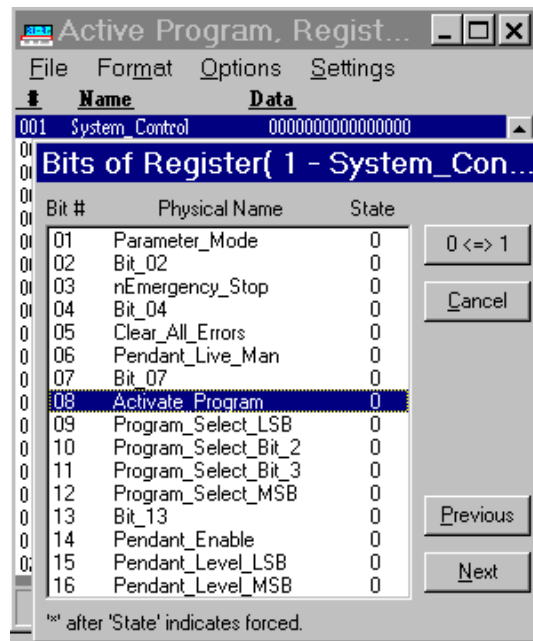 Active Program, Regist...
File Format Options Settings
# Name Data
001 System_Control 0000000000000000
Bits of Register( 1 - System_Con...
Bit # Physical Name State
01 Parameter_Mode 0
02 Bit_02 0
03 nEmergency_Stop 0
04 Bit_04 0
05 Clear_All_Errors 0
06 Pendant_Live_Man 0
07 Bit_07 0
08 Activate_Program 0
09 Program_Select_LSB 0
10 Program_Select_Bit_2 0
11 Program_Select_Bit_3 0
12 Program_Select_MSB 0
13 Bit_13 0
14 Pendant_Enable 0
15 Pendant_Level_LSB 0
16 Pendant_Level_MSB 0
0 <=> 1
Cancel
Previous
Next
'*' after 'State' indicates forced.